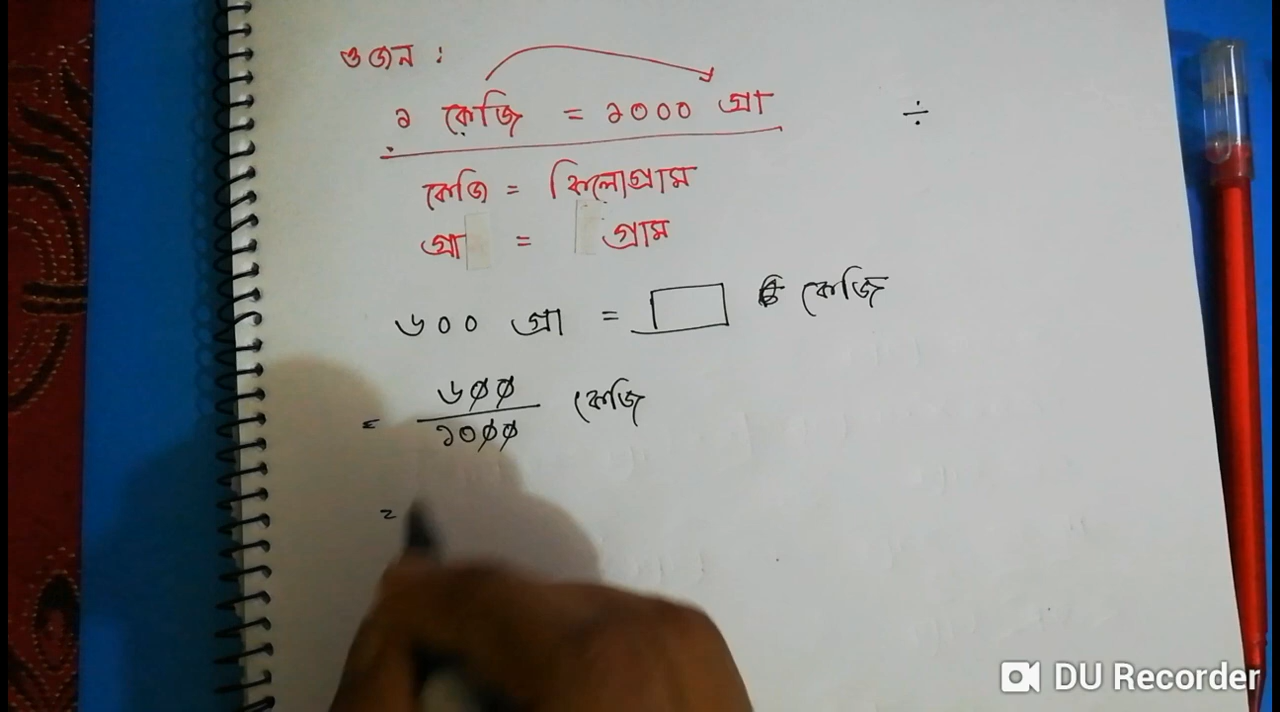 ওজন :
১ কেজি = ১০০০ গ্রা
÷
কেজি = কিলোগ্রাম
গ্রা = গ্রাম
৬০০ গ্রা = কেজি
= ৬০০ কেজি
১০০০
=
DU Recorder